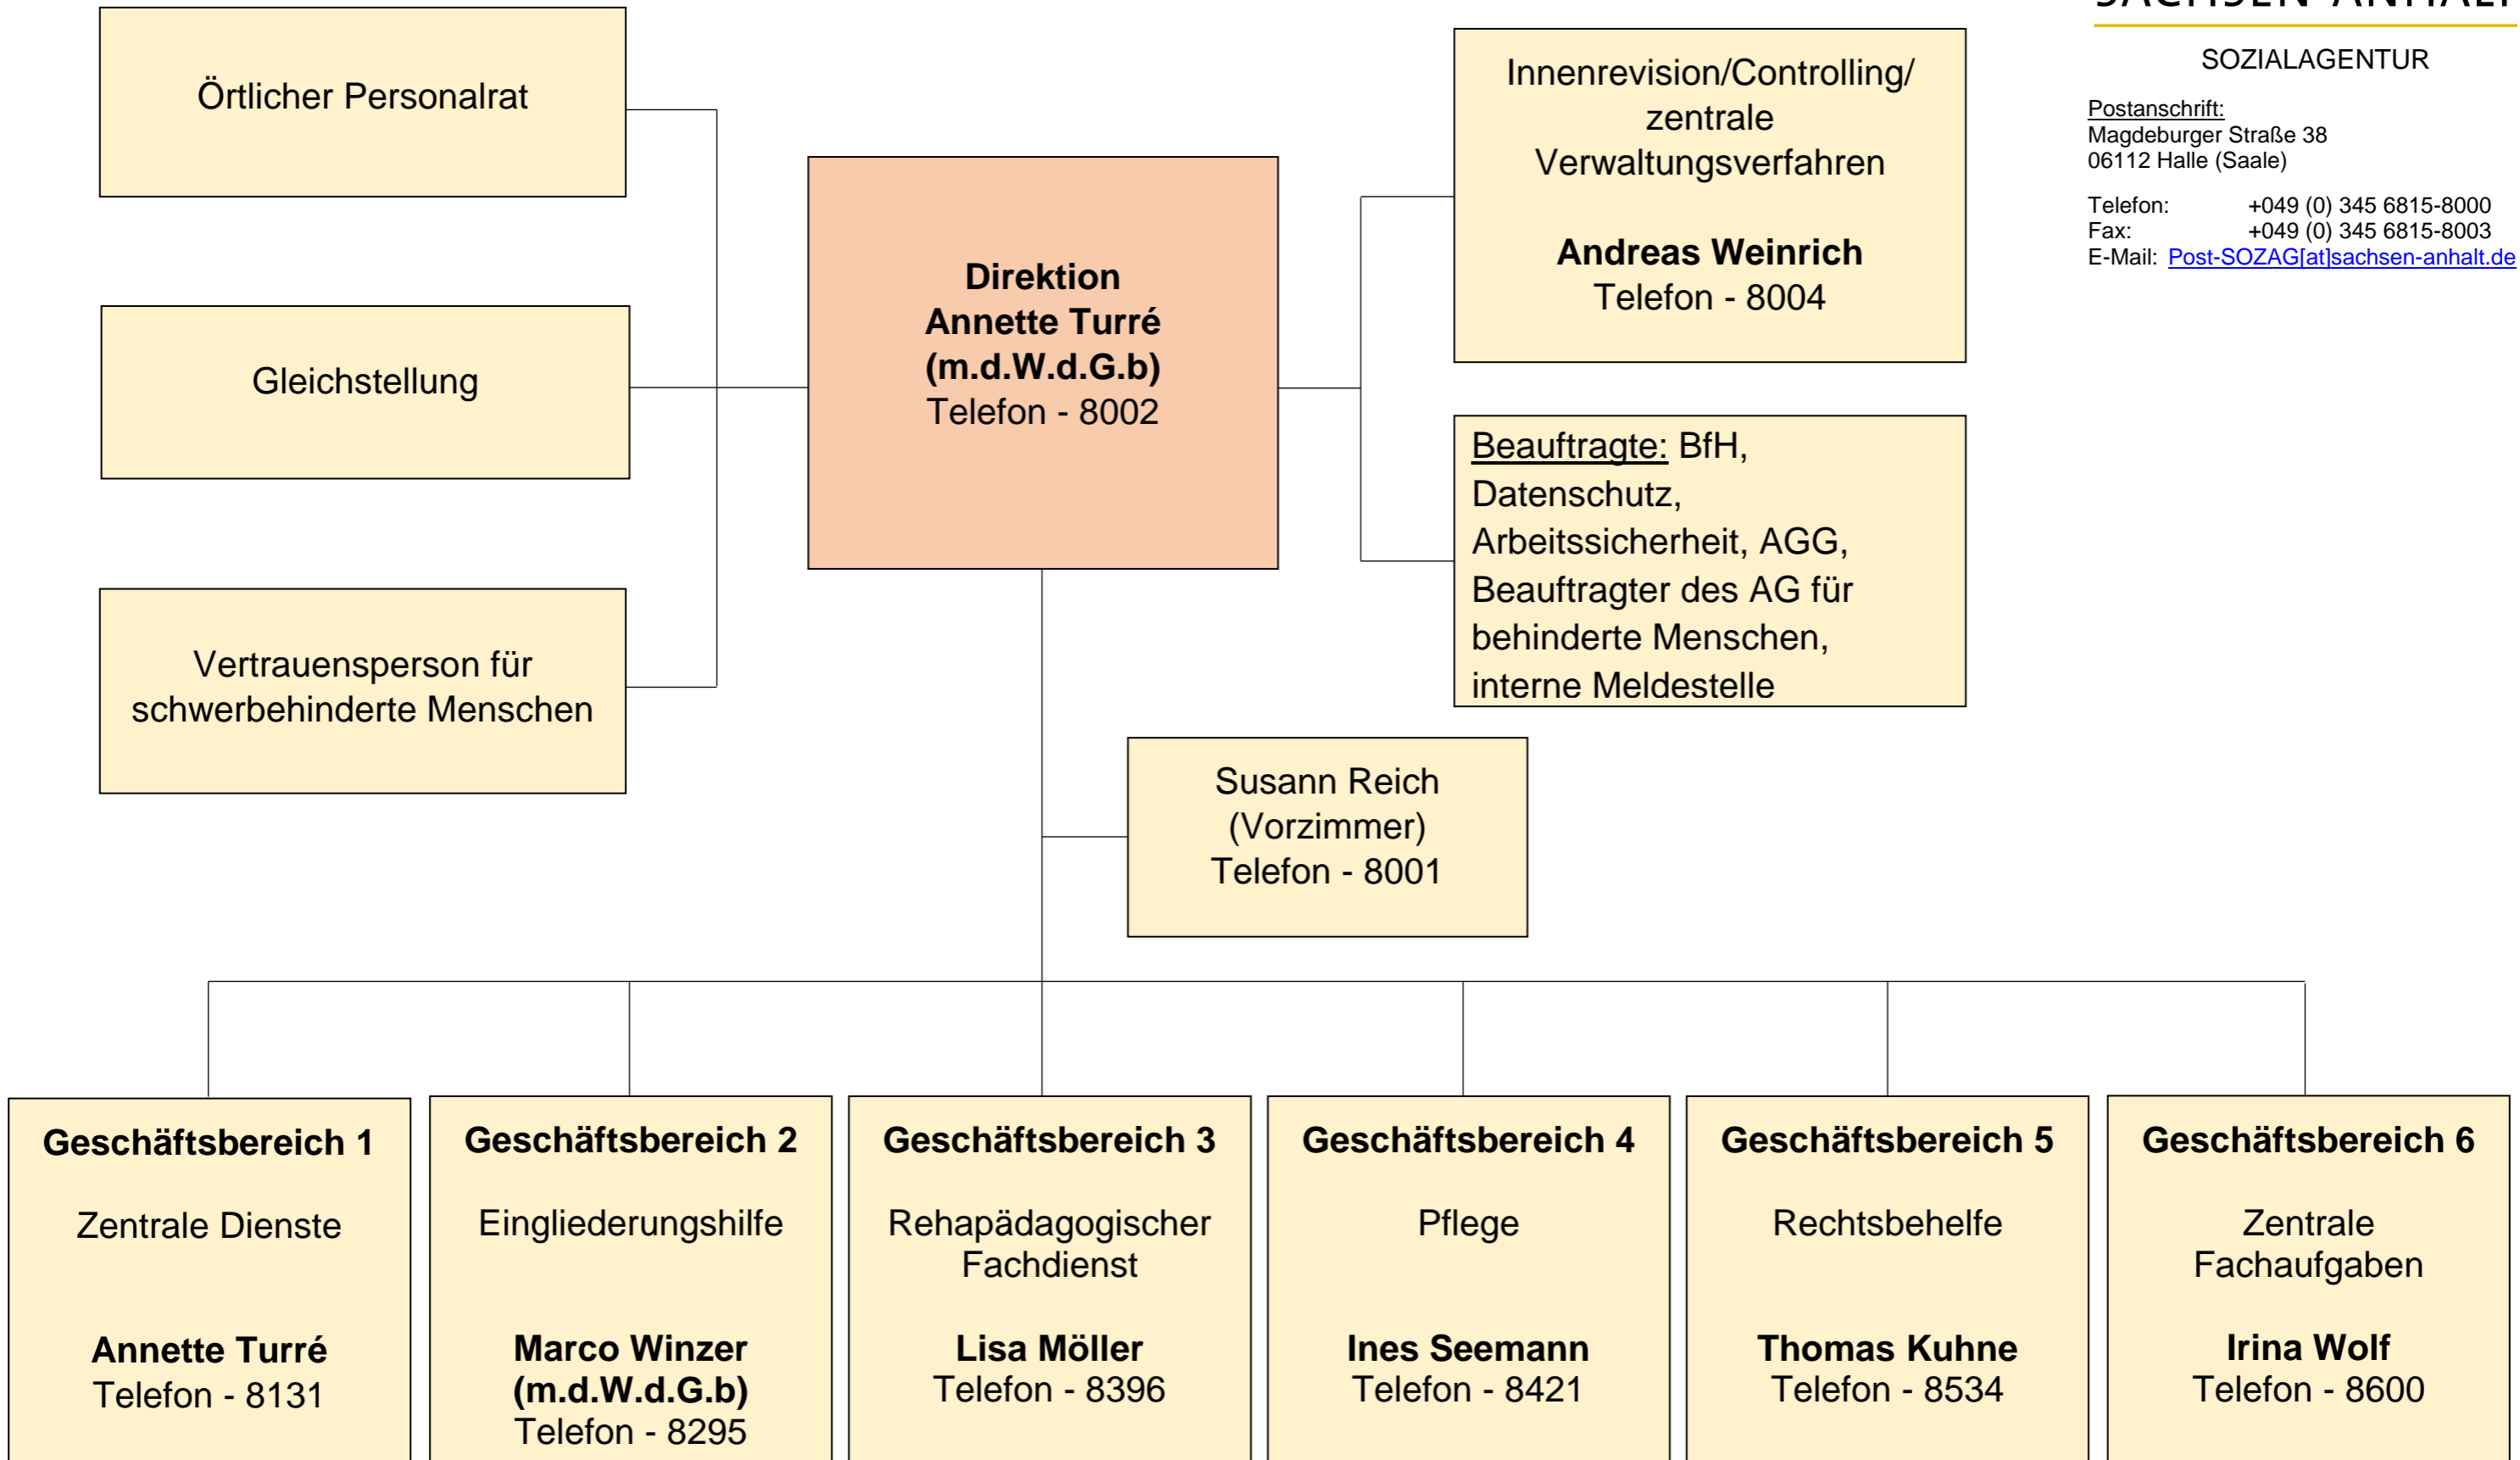 SACHSEN-ANHALT
SOZIALAGENTUR
Postanschrift:
Magdeburger Straße 38
06112 Halle (Saale)
Telefon: +049 (0) 345 6815-8000
Fax: +049 (0) 345 6815-8003
E-Mail: Post-SOZAG[at]sachsen-anhalt.de
Örtlicher Personalrat
Gleichstellung
Vertrauensperson für
schwerbehinderte Menschen
Direktion
Annette Turré
(m.d.W.d.G.b)
Telefon - 8002
Innenrevision/Controlling/
zentrale
Verwaltungsverfahren
Andreas Weinrich
Telefon - 8004
Beauftragte: BfH,
Datenschutz,
Arbeitssicherheit, AGG,
Beauftragter des AG für
behinderte Menschen,
interne Meldestelle
Susann Reich
(Vorzimmer)
Telefon - 8001
Geschäftsbereich 1
Zentrale Dienste
Annette Turré
Telefon - 8131
Geschäftsbereich 2
Eingliederungshilfe
Marco Winzer
(m.d.W.d.G.b)
Telefon - 8295
Geschäftsbereich 3
Rehapädagogischer
Fachdienst
Lisa Möller
Telefon - 8396
Geschäftsbereich 4
Pflege
Ines Seemann
Telefon - 8421
Geschäftsbereich 5
Rechtsbehelfe
Thomas Kuhne
Telefon - 8534
Geschäftsbereich 6
Zentrale
Fachaufgaben
Irina Wolf
Telefon - 8600